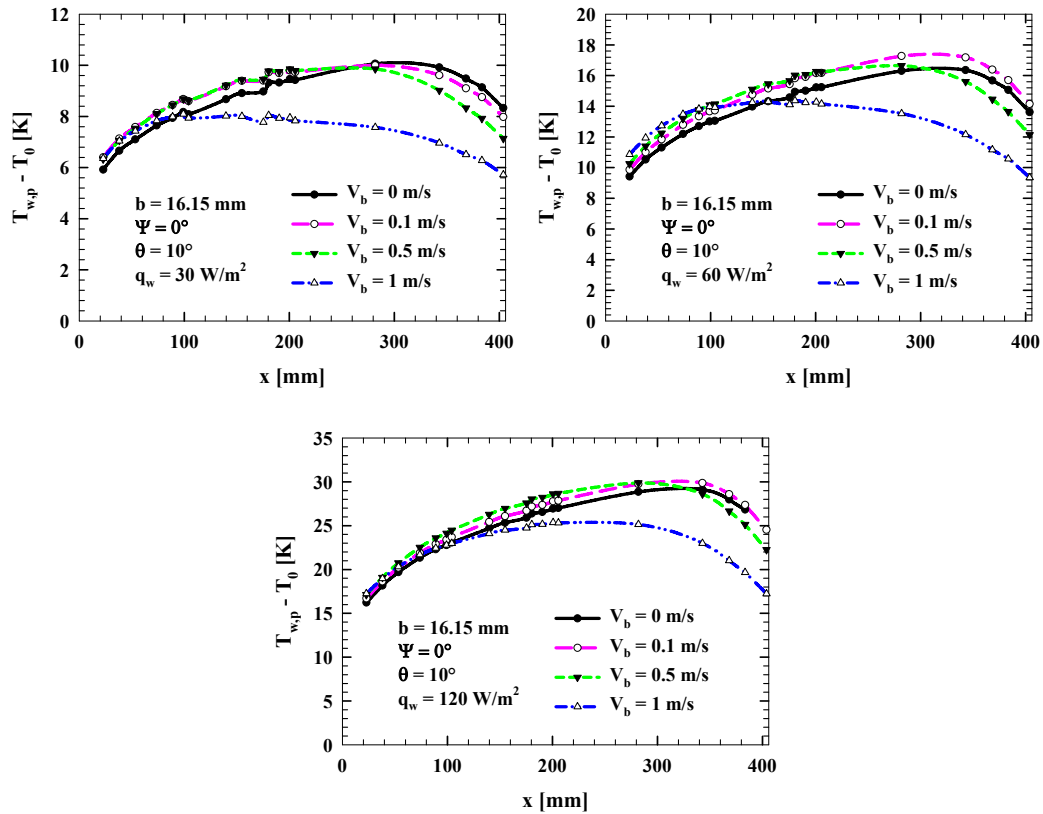 12
10
8
6
4
2
0
T_{w,p} - T_0 [K]
b = 16.15 mm
Ψ = 0°
θ = 10°
q_w = 30 W/m²
V_b = 0 m/s
V_b = 0.1 m/s
V_b = 0.5 m/s
V_b = 1 m/s
0 100 200 300 400
x [mm]
20
18
16
14
12
10
8
6
4
2
0
T_{w,p} - T_0 [K]
b = 16.15 mm
Ψ = 0°
θ = 10°
q_w = 60 W/m²
V_b = 0 m/s
V_b = 0.1 m/s
V_b = 0.5 m/s
V_b = 1 m/s
0 100 200 300 400
x [mm]
35
30
25
20
15
10
5
0
T_{w,p} - T_0 [K]
b = 16.15 mm
Ψ = 0°
θ = 10°
q_w = 120 W/m²
V_b = 0 m/s
V_b = 0.1 m/s
V_b = 0.5 m/s
V_b = 1 m/s
0 100 200 300 400
x [mm]